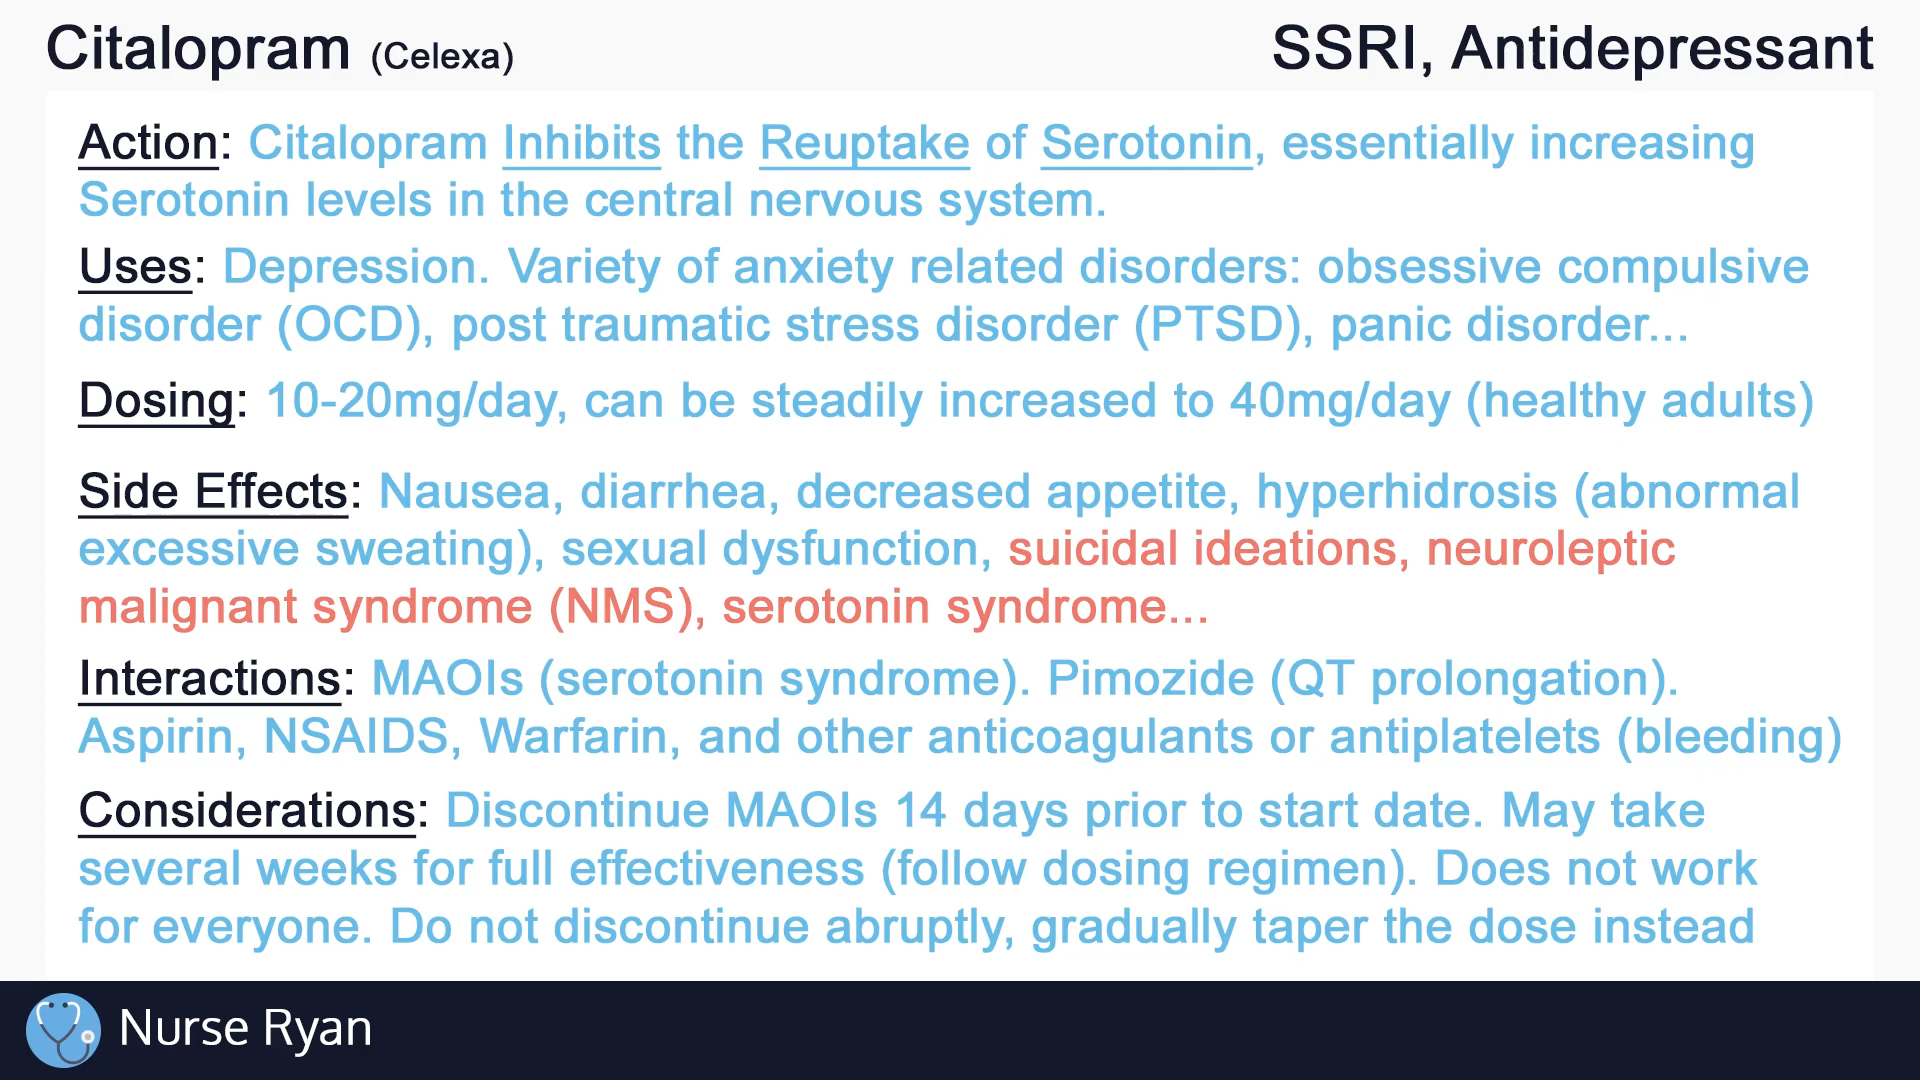 Citalopram (Celexa)
SSRI, Antidepressant
Action: Citalopram Inhibits the Reuptake of Serotonin, essentially increasing
Serotonin levels in the central nervous system.
Uses: Depression. Variety of anxiety related disorders: obsessive compulsive
disorder (OCD), post traumatic stress disorder (PTSD), panic disorder...
Dosing: 10-20mg/day, can be steadily increased to 40mg/day (healthy adults)
Side Effects: Nausea, diarrhea, decreased appetite, hyperhidrosis (abnormal
excessive sweating), sexual dysfunction, suicidal ideations, neuroleptic
malignant syndrome (NMS), serotonin syndrome...
Interactions: MAOIs (serotonin syndrome). Pimozide (QT prolongation).
Aspirin, NSAIDS, Warfarin, and other anticoagulants or antiplatelets (bleeding)
Considerations: Discontinue MAOIs 14 days prior to start date. May take
several weeks for full effectiveness (follow dosing regimen). Does not work
for everyone. Do not discontinue abruptly, gradually taper the dose instead
Nurse Ryan